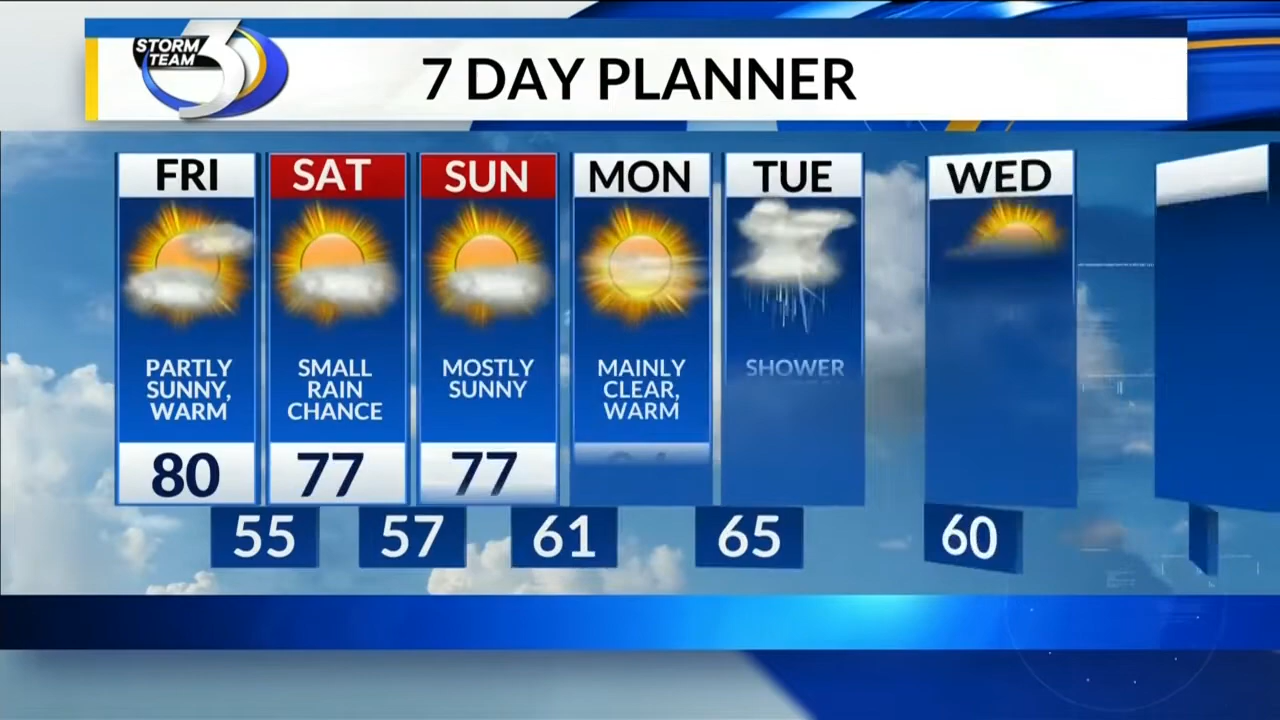 STORM
TEAM
3
7 DAY PLANNER
FRI
SAT
SUN
MON
TUE
WED
PARTLY
SUNNY,
WARM
SMALL
RAIN
CHANCE
MOSTLY
SUNNY
MAINLY
CLEAR,
WARM
SHOWER
80
77
77
55
57
61
65
60